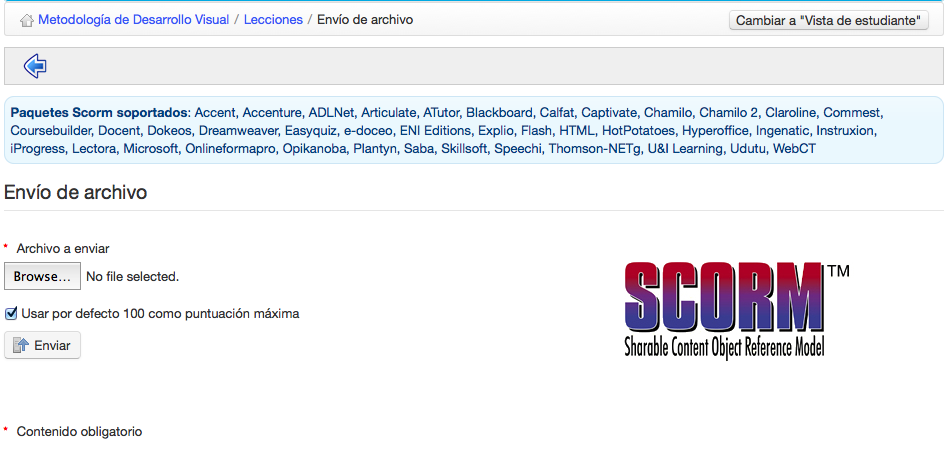 Metodología de Desarrollo Visual / Lecciones / Envío de archivo
Cambiar a "Vista de estudiante"
Paquetes Scorm soportados: Accent, Accenture, ADLNet, Articulate, ATutor, Blackboard, Calfat, Captivate, Chamilo, Chamilo 2, Claroline, Commest,
Coursebuilder, Docent, Dokeos, Dreamweaver, Easyquiz, e-doceo, ENI Editions, Explio, Flash, HTML, HotPotatoes, Hyperoffice, Ingenatic, Instruxion,
iProgress, Lectora, Microsoft, Onlineformapro, Opikanoba, Plantyn, Saba, Skillsoft, Speechi, Thomson-NETg, U&I Learning, Udutu, WebCT
Envío de archivo
* Archivo a enviar
Browse... No file selected.
Usar por defecto 100 como puntuación máxima
Enviar
SCORM™
Sharable Content Object Reference Model
* Contenido obligatorio